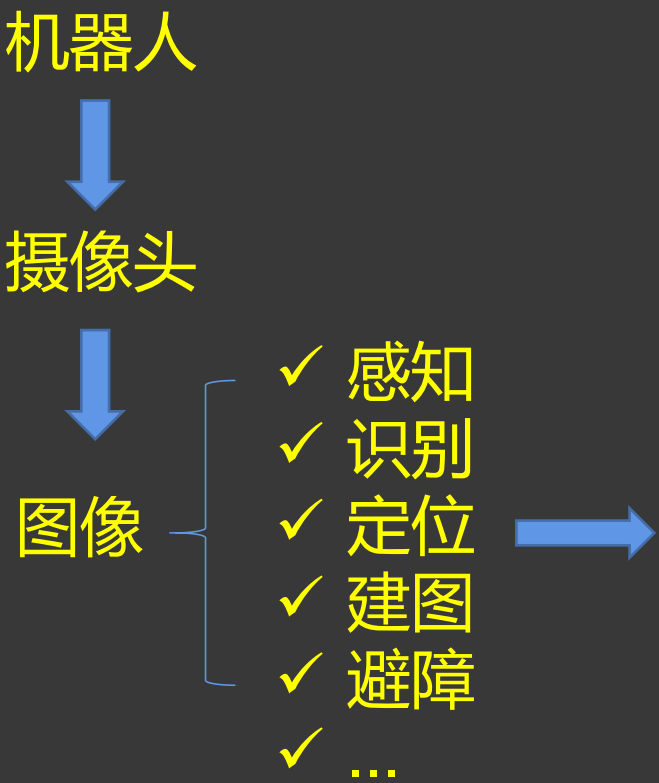 机器人
摄像头
图像
✓ 感知
✓ 识别
✓ 定位
✓ 建图
✓ 避障
✓ ...